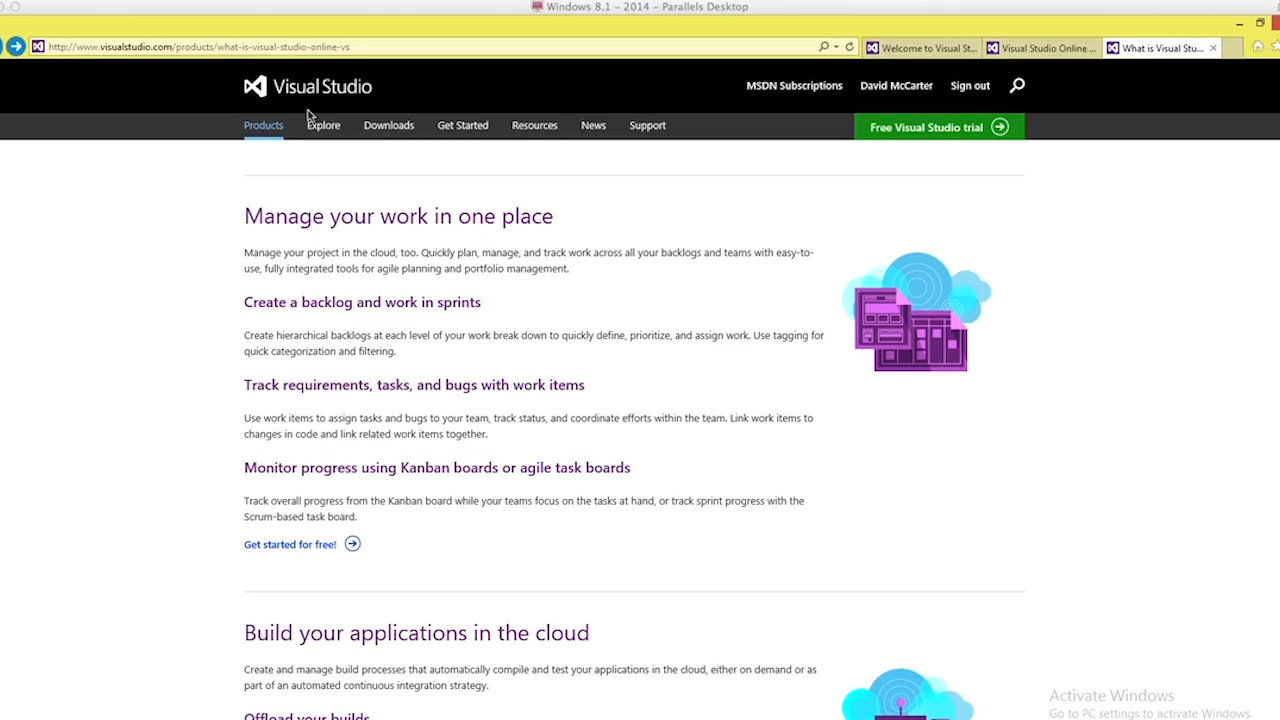 Windows 8.1 - 2014 - Parallels Desktop
http://www.visualstudio.com/products/what-is-visual-studio-online-vs
Welcome to Visual St...
Visual Studio Online ...
What is Visual Stu...
Visual Studio
MSDN Subscriptions
David McCarter
Sign out
Products
Explore
Downloads
Get Started
Resources
News
Support
Free Visual Studio trial
Manage your work in one place
Manage your project in the cloud, too. Quickly plan, manage, and track work across all your backlogs and teams with easy-to-
use, fully integrated tools for agile planning and portfolio management.
Create a backlog and work in sprints
Create hierarchical backlogs at each level of your work break down to quickly define, prioritize, and assign work. Use tagging for
quick categorization and filtering.
Track requirements, tasks, and bugs with work items
Use work items to assign tasks and bugs to your team, track status, and coordinate efforts within the team. Link work items to
changes in code and link related work items together.
Monitor progress using Kanban boards or agile task boards
Track overall progress from the Kanban board while your teams focus on the tasks at hand, or track sprint progress with the
Scrum-based task board.
Get started for free!
Build your applications in the cloud
Create and manage build processes that automatically compile and test your applications in the cloud, either on demand or as
part of an automated continuous integration strategy.
Offload your builds
Activate Windows
Go to PC settings to activate Windows.